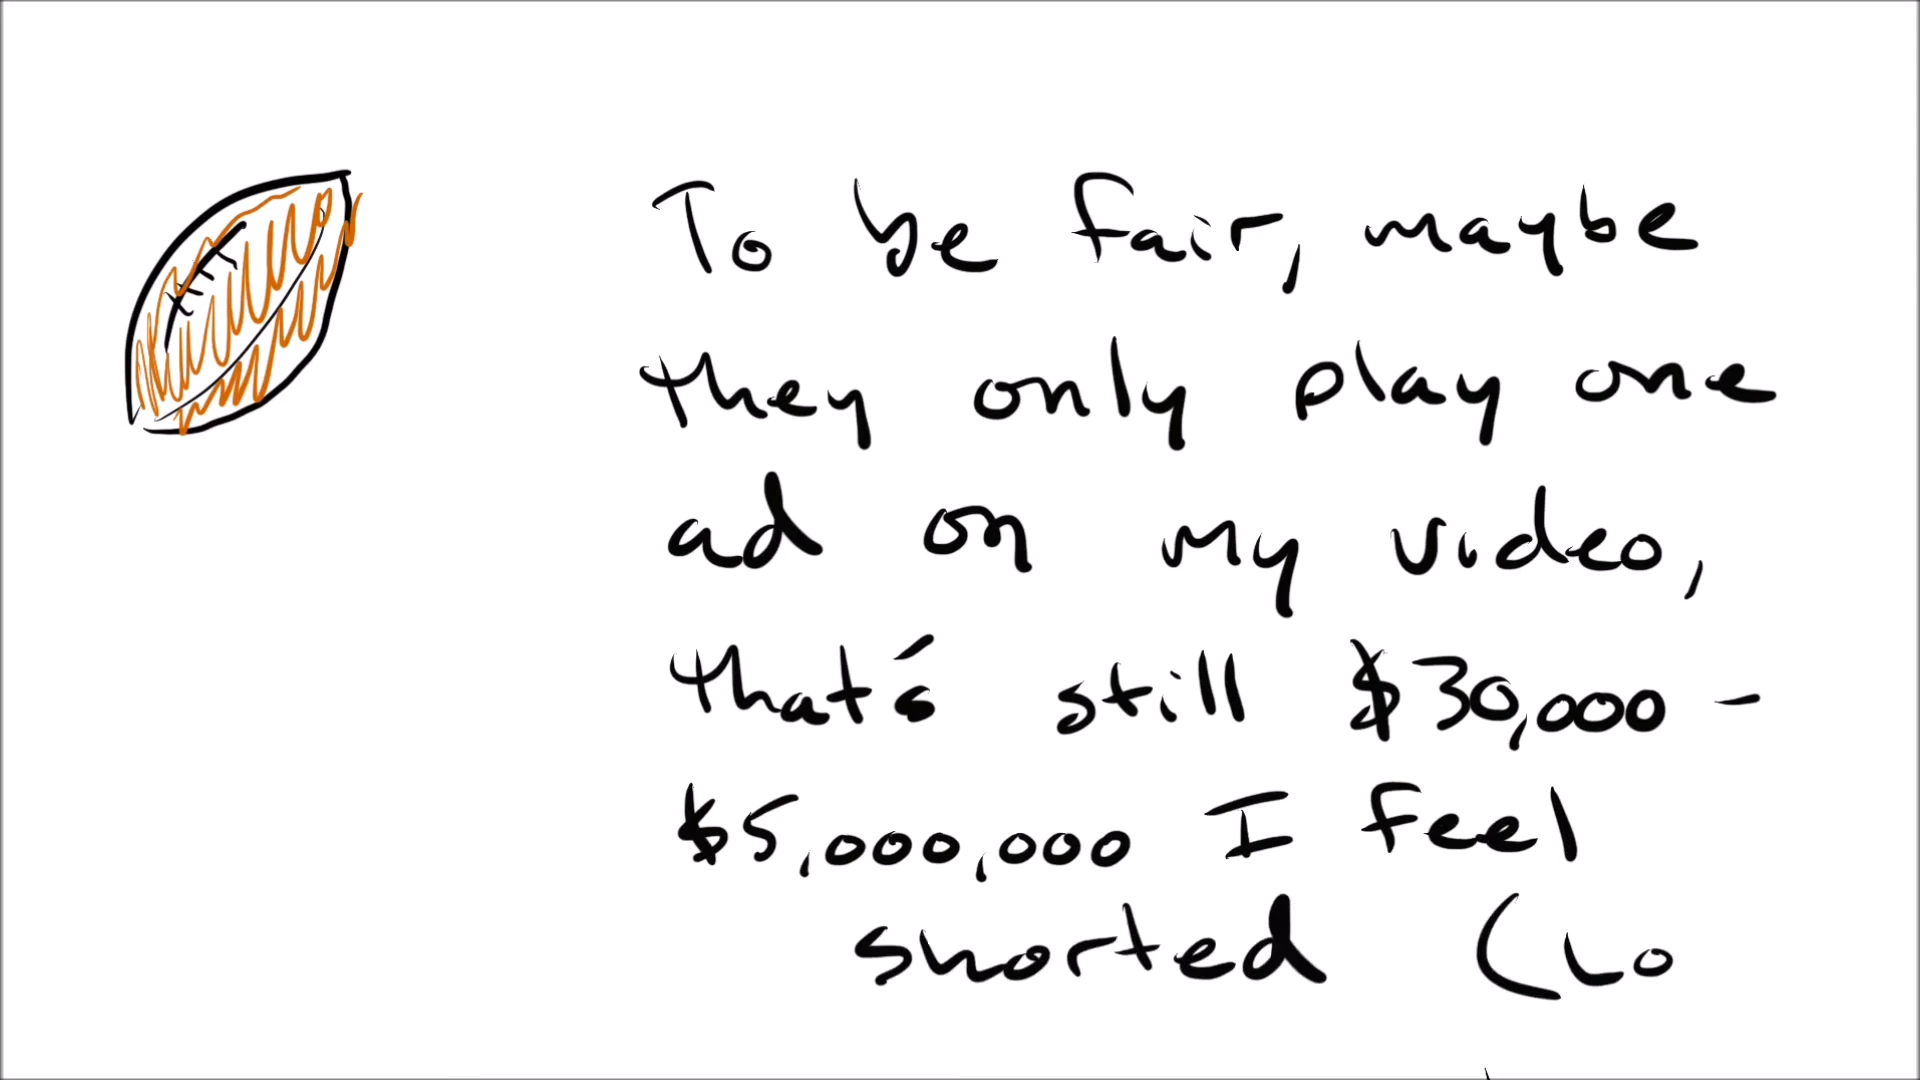 To be fair, maybe
they only play one
ad on my video,
that's still $30,000 -
$5,000,000 I feel
shorted (Lo